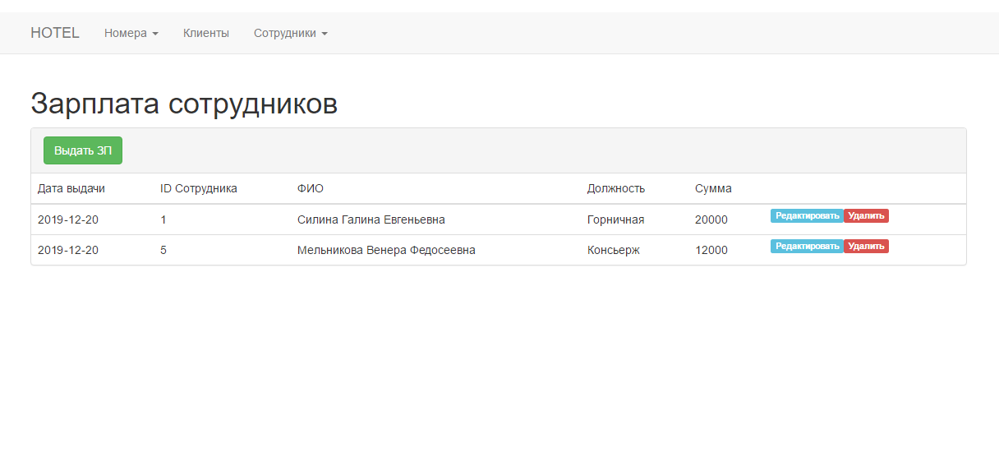 HOTEL Номера Клиенты Сотрудники
Зарплата сотрудников
Выдать ЗП
Дата выдачи ID Сотрудника ФИО Должность Сумма
2019-12-20 1 Силина Галина Евгеньевна Горничная 20000 Редактировать Удалить
2019-12-20 5 Мельникова Венера Федосеевна Консьерж 12000 Редактировать Удалить